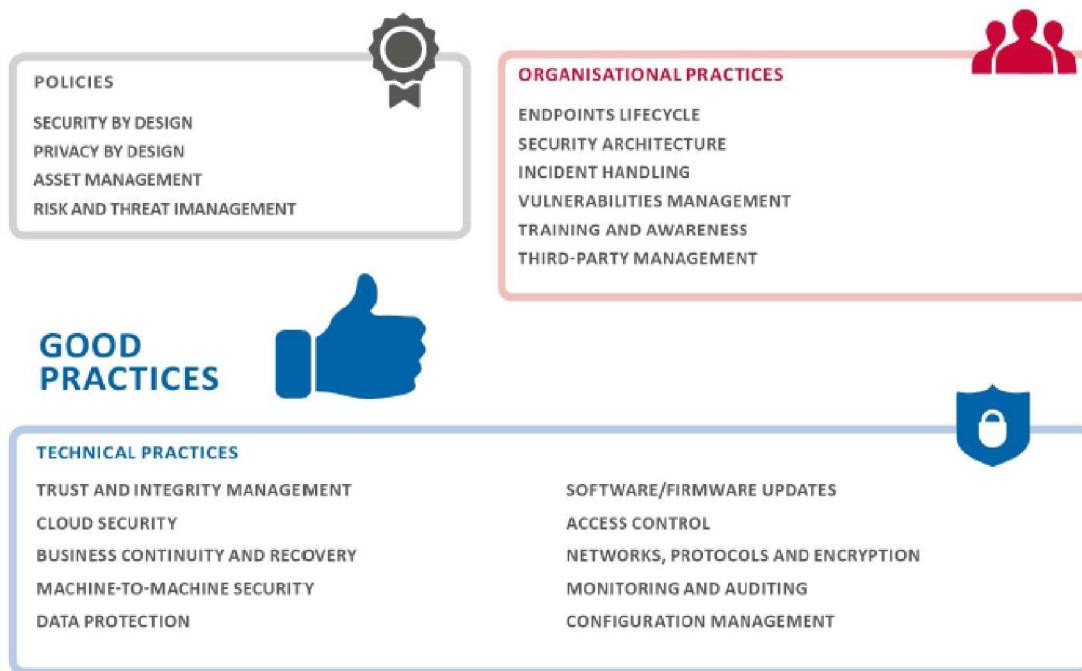 POLICIES
SECURITY BY DESIGN
PRIVACY BY DESIGN
ASSET MANAGEMENT
RISK AND THREAT IMANAGEMENT
ORGANISATIONAL PRACTICES
ENDPOINTS LIFECYCLE
SECURITY ARCHITECTURE
INCIDENT HANDLING
VULNERABILITIES MANAGEMENT
TRAINING AND AWARENESS
THIRD-PARTY MANAGEMENT
GOOD
PRACTICES
TECHNICAL PRACTICES
TRUST AND INTEGRITY MANAGEMENT
CLOUD SECURITY
BUSINESS CONTINUITY AND RECOVERY
MACHINE-TO-MACHINE SECURITY
DATA PROTECTION
SOFTWARE/FIRMWARE UPDATES
ACCESS CONTROL
NETWORKS, PROTOCOLS AND ENCRYPTION
MONITORING AND AUDITING
CONFIGURATION MANAGEMENT